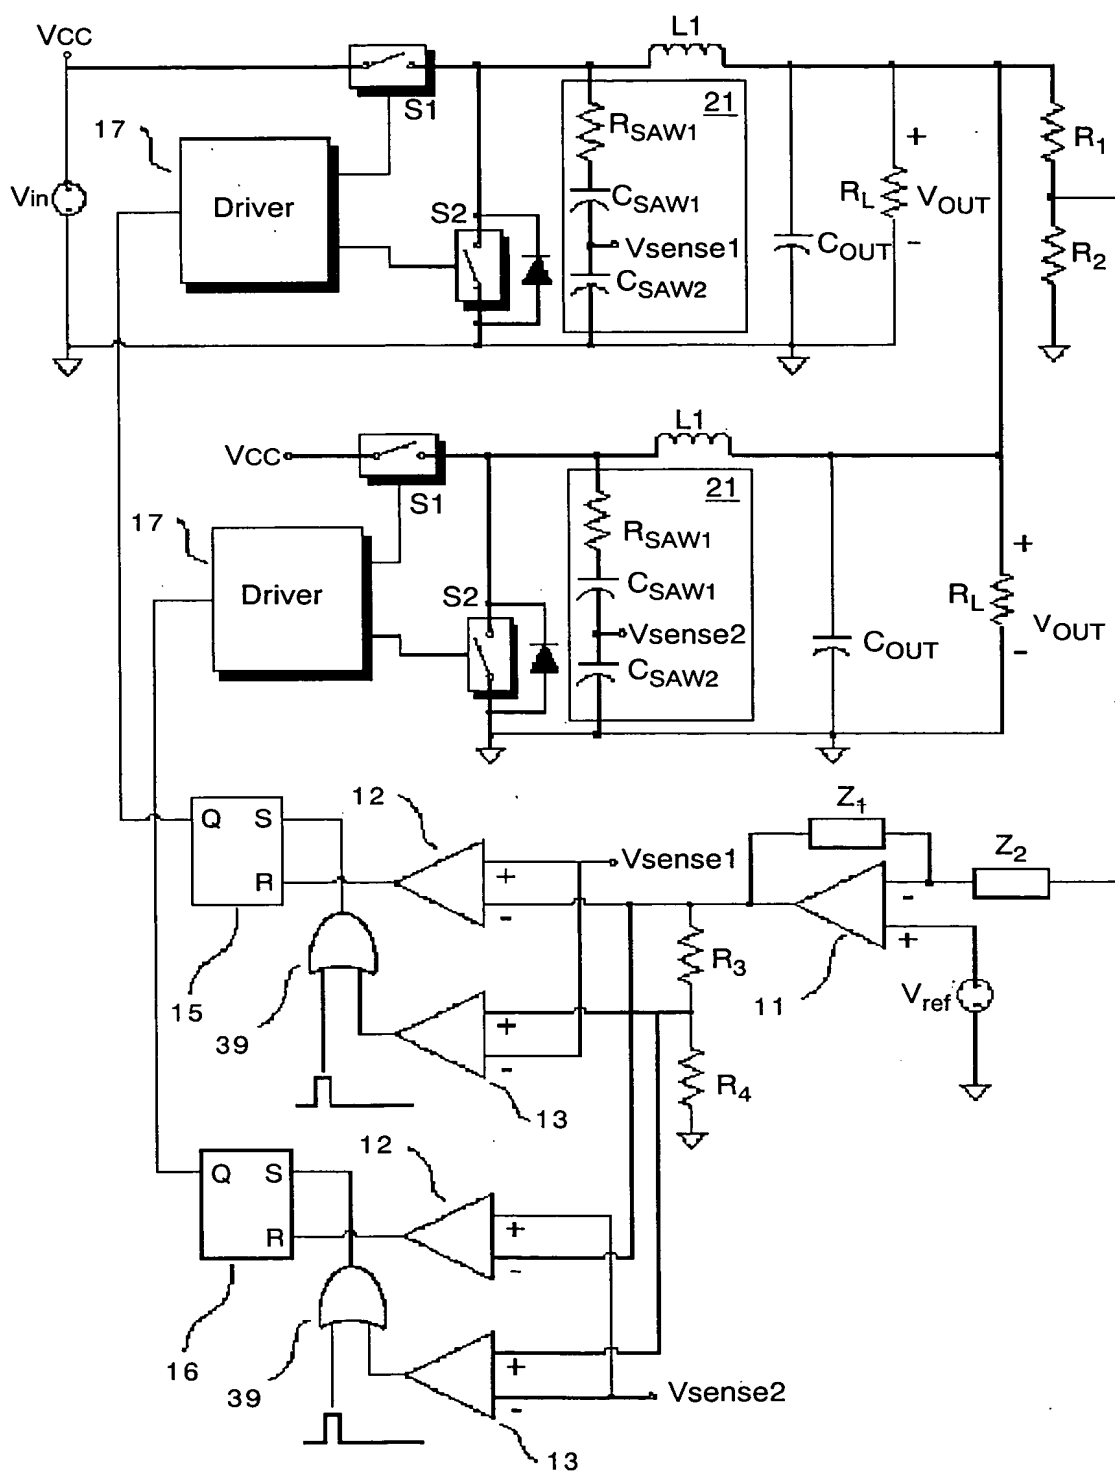 VCC
L1
S1
21
17
RSAW1
R1
Vin
Driver
CSAW1
RL
+
VOUT
S2
Vsense1
COUT
-
R2
CSAW2
L1
VCC
S1
21
17
RSAW1
+
Driver
CSAW1
RL
S2
Vsense2
VOUT
COUT
-
CSAW2
12
Z1
Q S
Vsense1
Z2
R
+
-
-
+
15
R3
11
Vref
39
+
-
R4
13
12
Q S
R
+
-
16
39
+
-
Vsense2
13